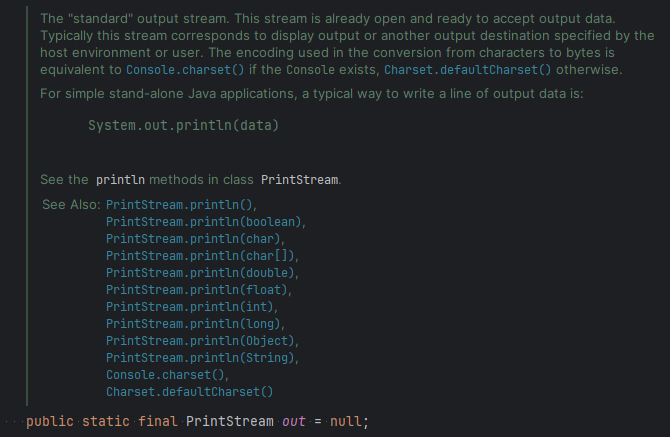 The "standard" output stream. This stream is already open and ready to accept output data.
Typically this stream corresponds to display output or another output destination specified by the
host environment or user. The encoding used in the conversion from characters to bytes is
equivalent to Console.charset() if the Console exists, Charset.defaultCharset() otherwise.
For simple stand-alone Java applications, a typical way to write a line of output data is:
System.out.println(data)
See the println methods in class PrintStream.
See Also: PrintStream.println(),
PrintStream.println(boolean),
PrintStream.println(char),
PrintStream.println(char[]),
PrintStream.println(double),
PrintStream.println(float),
PrintStream.println(int),
PrintStream.println(long),
PrintStream.println(Object),
PrintStream.println(String),
Console.charset(),
Charset.defaultCharset()
public static final PrintStream out = null;